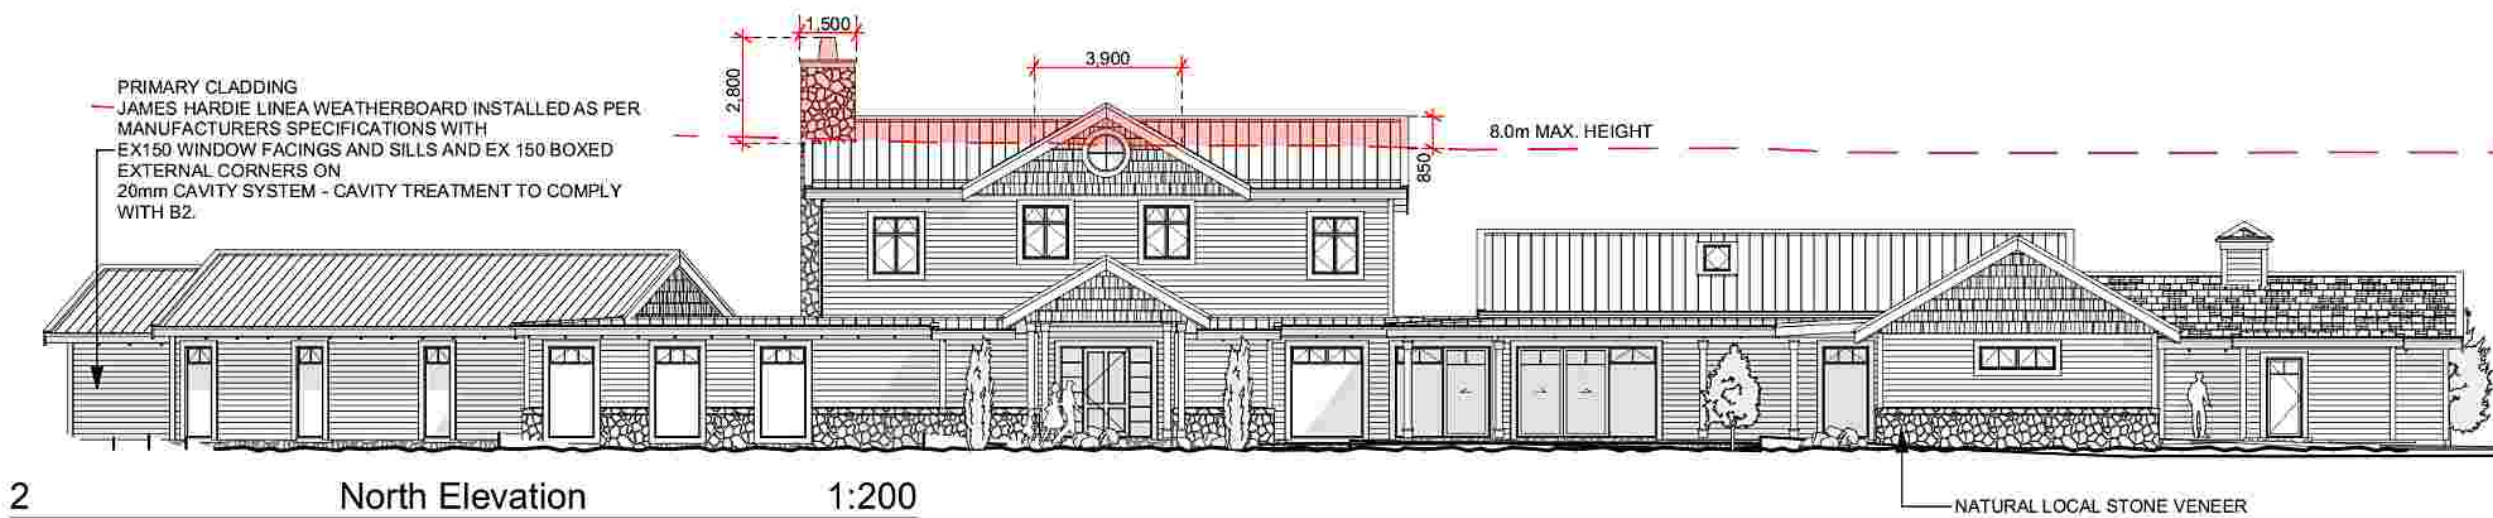 1,500
3,900
2,800
PRIMARY CLADDING
JAMES HARDIE LINEA WEATHERBOARD INSTALLED AS PER
MANUFACTURERS SPECIFICATIONS WITH
EX150 WINDOW FACINGS AND SILLS AND EX 150 BOXED
EXTERNAL CORNERS ON
20mm CAVITY SYSTEM - CAVITY TREATMENT TO COMPLY
WITH B2.
8.0m MAX. HEIGHT
850
2 North Elevation 1:200
NATURAL LOCAL STONE VENEER